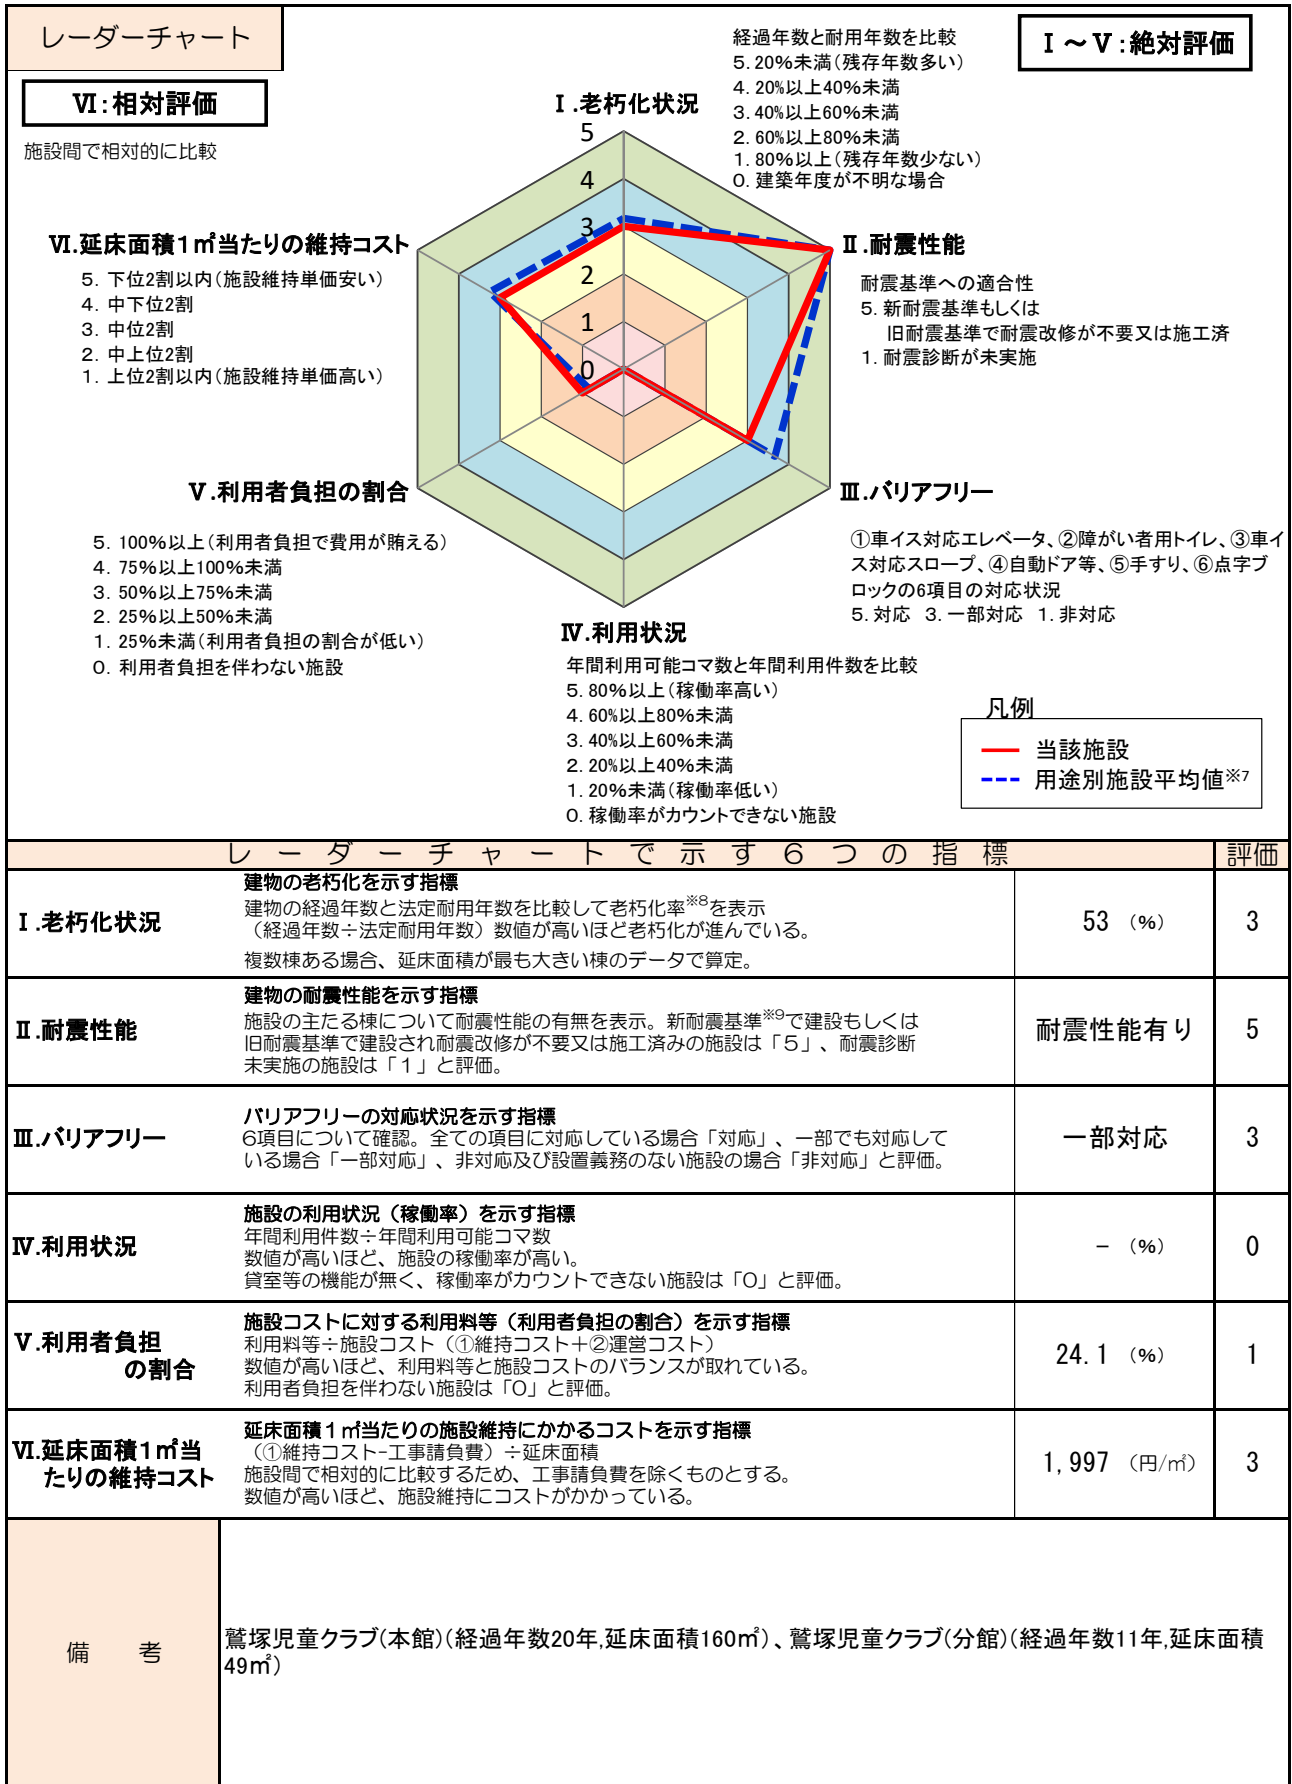 レーダーチャート
Ⅰ～Ⅴ：絶対評価
Ⅵ：相対評価
施設間で相対的に比較
経過年数と耐用年数を比較
5．20％未満（残存年数多い）
4．20％以上40％未満
3．40％以上60％未満
2．60％以上80％未満
1．80％以上（残存年数少ない）
0．建築年度が不明な場合
Ⅰ．老朽化状況
5
4
3
2
1
0
Ⅱ．耐震性能
耐震基準への適合性
5．新耐震基準もしくは
旧耐震基準で耐震改修が不要又は施工済
1．耐震診断が未実施
Ⅵ．延床面積1㎡当たりの維持コスト
5．下位2割以内（施設維持単価安い）
4．中下位2割
3．中位2割
2．中上位2割
1．上位2割以内（施設維持単価高い）
Ⅲ．バリアフリー
①車イス対応エレベータ、②障がい者用トイレ、③車イ
ス対応スロープ、④自動ドア等、⑤手すり、⑥点字ブ
ロックの6項目の対応状況
5．対応 3．一部対応 1．非対応
Ⅴ．利用者負担の割合
5．100％以上（利用者負担で費用が賄える）
4．75％以上100％未満
3．50％以上75％未満
2．25％以上50％未満
1．25％未満（利用者負担の割合が低い）
0．利用者負担を伴わない施設
Ⅳ．利用状況
年間利用可能コマ数と年間利用件数を比較
5．80％以上（稼働率高い）
4．60％以上80％未満
3．40％以上60％未満
2．20％以上40％未満
1．20％未満（稼働率低い）
0．稼働率がカウントできない施設
凡例
当該施設
用途別施設平均値※7
レーダーチャートで示す６つの指標 評価
Ⅰ．老朽化状況
建物の老朽化を示す指標
建物の経過年数と法定耐用年数を比較して老朽化率※8を表示
（経過年数÷法定耐用年数）数値が高いほど老朽化が進んでいる。
複数棟ある場合、延床面積が最も大きい棟のデータで算定。
53 （％） 3
Ⅱ．耐震性能
建物の耐震性能を示す指標
施設の主たる棟について耐震性能の有無を表示。新耐震基準※9で建設もしくは
旧耐震基準で建設され耐震改修が不要又は施工済みの施設は「５」、耐震診断
未実施の施設は「１」と評価。
耐震性能有り 5
Ⅲ．バリアフリー
バリアフリーの対応状況を示す指標
6項目について確認。全ての項目に対応している場合「対応」、一部でも対応して
いる場合「一部対応」、非対応及び設置義務のない施設の場合「非対応」と評価。
一部対応 3
Ⅳ．利用状況
施設の利用状況（稼働率）を示す指標
年間利用件数÷年間利用可能コマ数
数値が高いほど、施設の稼働率が高い。
貸室等の機能が無く、稼働率がカウントできない施設は「0」と評価。
－ （％） 0
Ⅴ．利用者負担
の割合
施設コストに対する利用料等（利用者負担の割合）を示す指標
利用料等÷施設コスト（①維持コスト＋②運営コスト）
数値が高いほど、利用料等と施設コストのバランスが取れている。
利用者負担を伴わない施設は「0」と評価。
24.1 （％） 1
Ⅵ．延床面積1㎡当
たりの維持コスト
延床面積１㎡当たりの施設維持にかかるコストを示す指標
（①維持コスト－工事請負費）÷延床面積
施設間で相対的に比較するため、工事請負費を除くものとする。
数値が高いほど、施設維持にコストがかかっている。
1,997 （円/㎡） 3
備考
鷲塚児童クラブ（本館）（経過年数20年,延床面積160㎡）、鷲塚児童クラブ（分館）（経過年数11年,延床面積
49㎡）